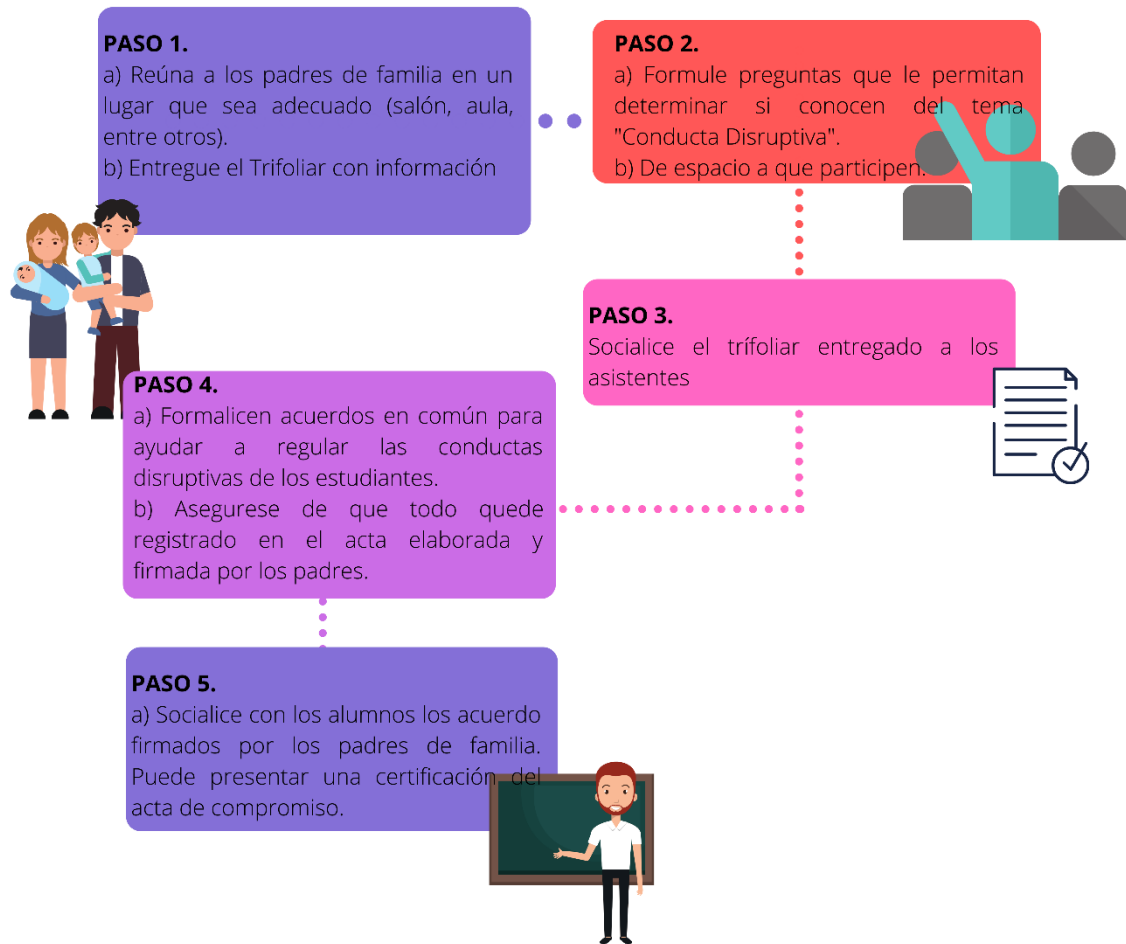 PASO 1.
a) Reúna a los padres de familia en un
lugar que sea adecuado (salón, aula,
entre otros).
b) Entregue el Trifoliar con información
PASO 2.
a) Formule preguntas que le permitan
determinar si conocen del tema
"Conducta Disruptiva".
b) De espacio a que participen.
PASO 3.
Socialice el trífoliar entregado a los
asistentes
PASO 4.
a) Formalicen acuerdos en común para
ayudar a regular las conductas
disruptivas de los estudiantes.
b) Asegurese de que todo quede
registrado en el acta elaborada y
firmada por los padres.
PASO 5.
a) Socialice con los alumnos los acuerdo
firmados por los padres de familia.
Puede presentar una certificación del
acta de compromiso.